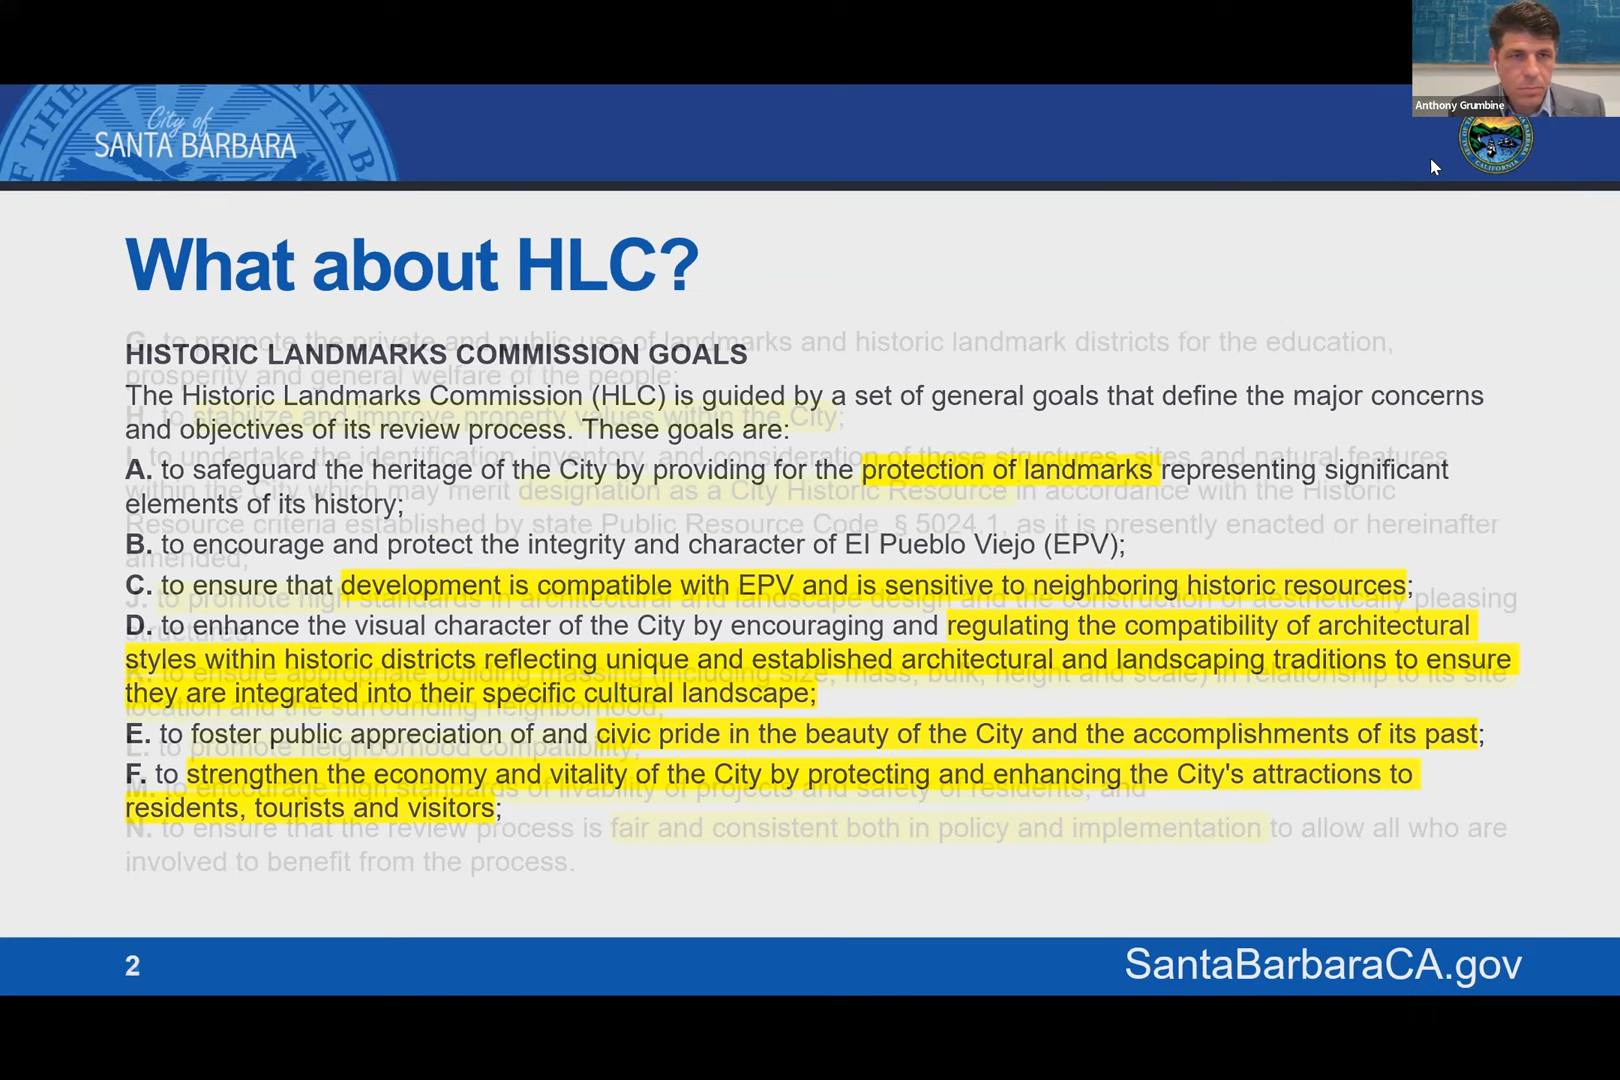 Anthony Grumbine
City of
SANTA BARBARA
What about HLC?
HISTORIC LANDMARKS COMMISSION GOALS
The Historic Landmarks Commission (HLC) is guided by a set of general goals that define the major concerns
and objectives of its review process. These goals are:
A. to safeguard the heritage of the City by providing for the protection of landmarks representing significant
elements of its history;
B. to encourage and protect the integrity and character of El Pueblo Viejo (EPV);
C. to ensure that development is compatible with EPV and is sensitive to neighboring historic resources;
D. to enhance the visual character of the City by encouraging and regulating the compatibility of architectural
styles within historic districts reflecting unique and established architectural and landscaping traditions to ensure
they are integrated into their specific cultural landscape;
E. to foster public appreciation of and civic pride in the beauty of the City and the accomplishments of its past;
F. to strengthen the economy and vitality of the City by protecting and enhancing the City's attractions to
residents, tourists and visitors;
G. to promote the private and public use of landmarks and historic landmark districts for the education,
prosperity and general welfare of the people;
H. to stabilize and improve property values within the City;
I. to undertake the identification, inventory, and consideration of those structures, sites and natural features
within the City which may merit designation as a City Historic Resource in accordance with the Historic
Resource criteria established by state Public Resource Code, § 5024.1, as it is presently enacted or hereinafter
amended;
J. to promote high standards in architectural and landscape design and the construction of aesthetically pleasing
structures;
K. to ensure appropriate building massing (including size, mass, bulk, height and scale) in relationship to its site
location and the surrounding neighborhood;
L. to promote neighborhood compatibility;
M. to encourage high standards of livability of projects and safety of residents; and
N. to ensure that the review process is fair and consistent both in policy and implementation to allow all who are
involved to benefit from the process.
2
SantaBarbaraCA.gov